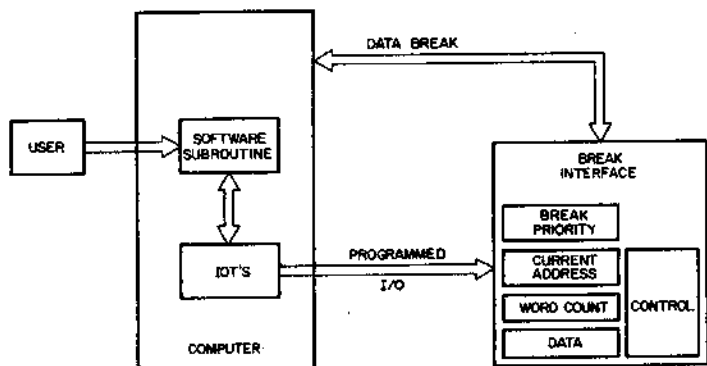 DATA BREAK
USER
SOFTWARE
SUBROUTINE
BREAK
INTERFACE
BREAK
PRIORITY
IOT'S
PROGRAMMED
I/O
CURRENT
ADDRESS
WORD COUNT
CONTROL
DATA
COMPUTER